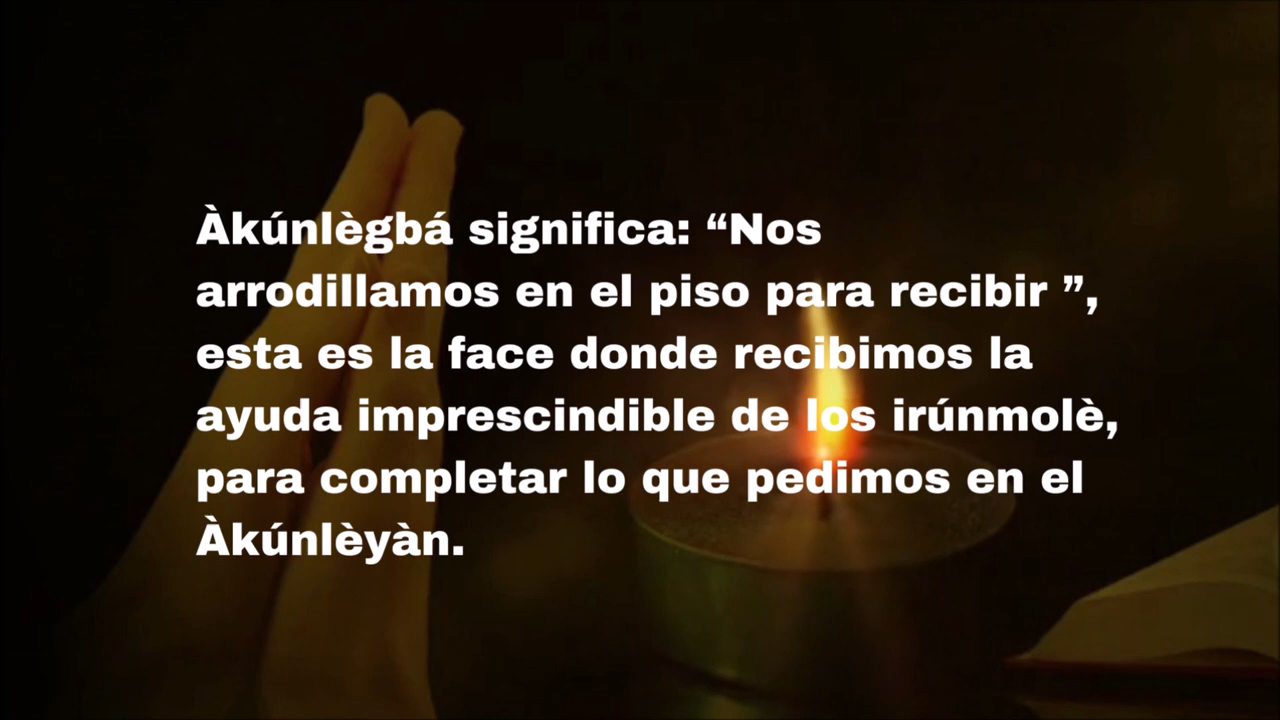 Àkúnlègbá significa: “Nos
arrodillamos en el piso para recibir ”,
esta es la face donde recibimos la
ayuda imprescindible de los irúnmolè,
para completar lo que pedimos en el
Àkúnlèyàn.